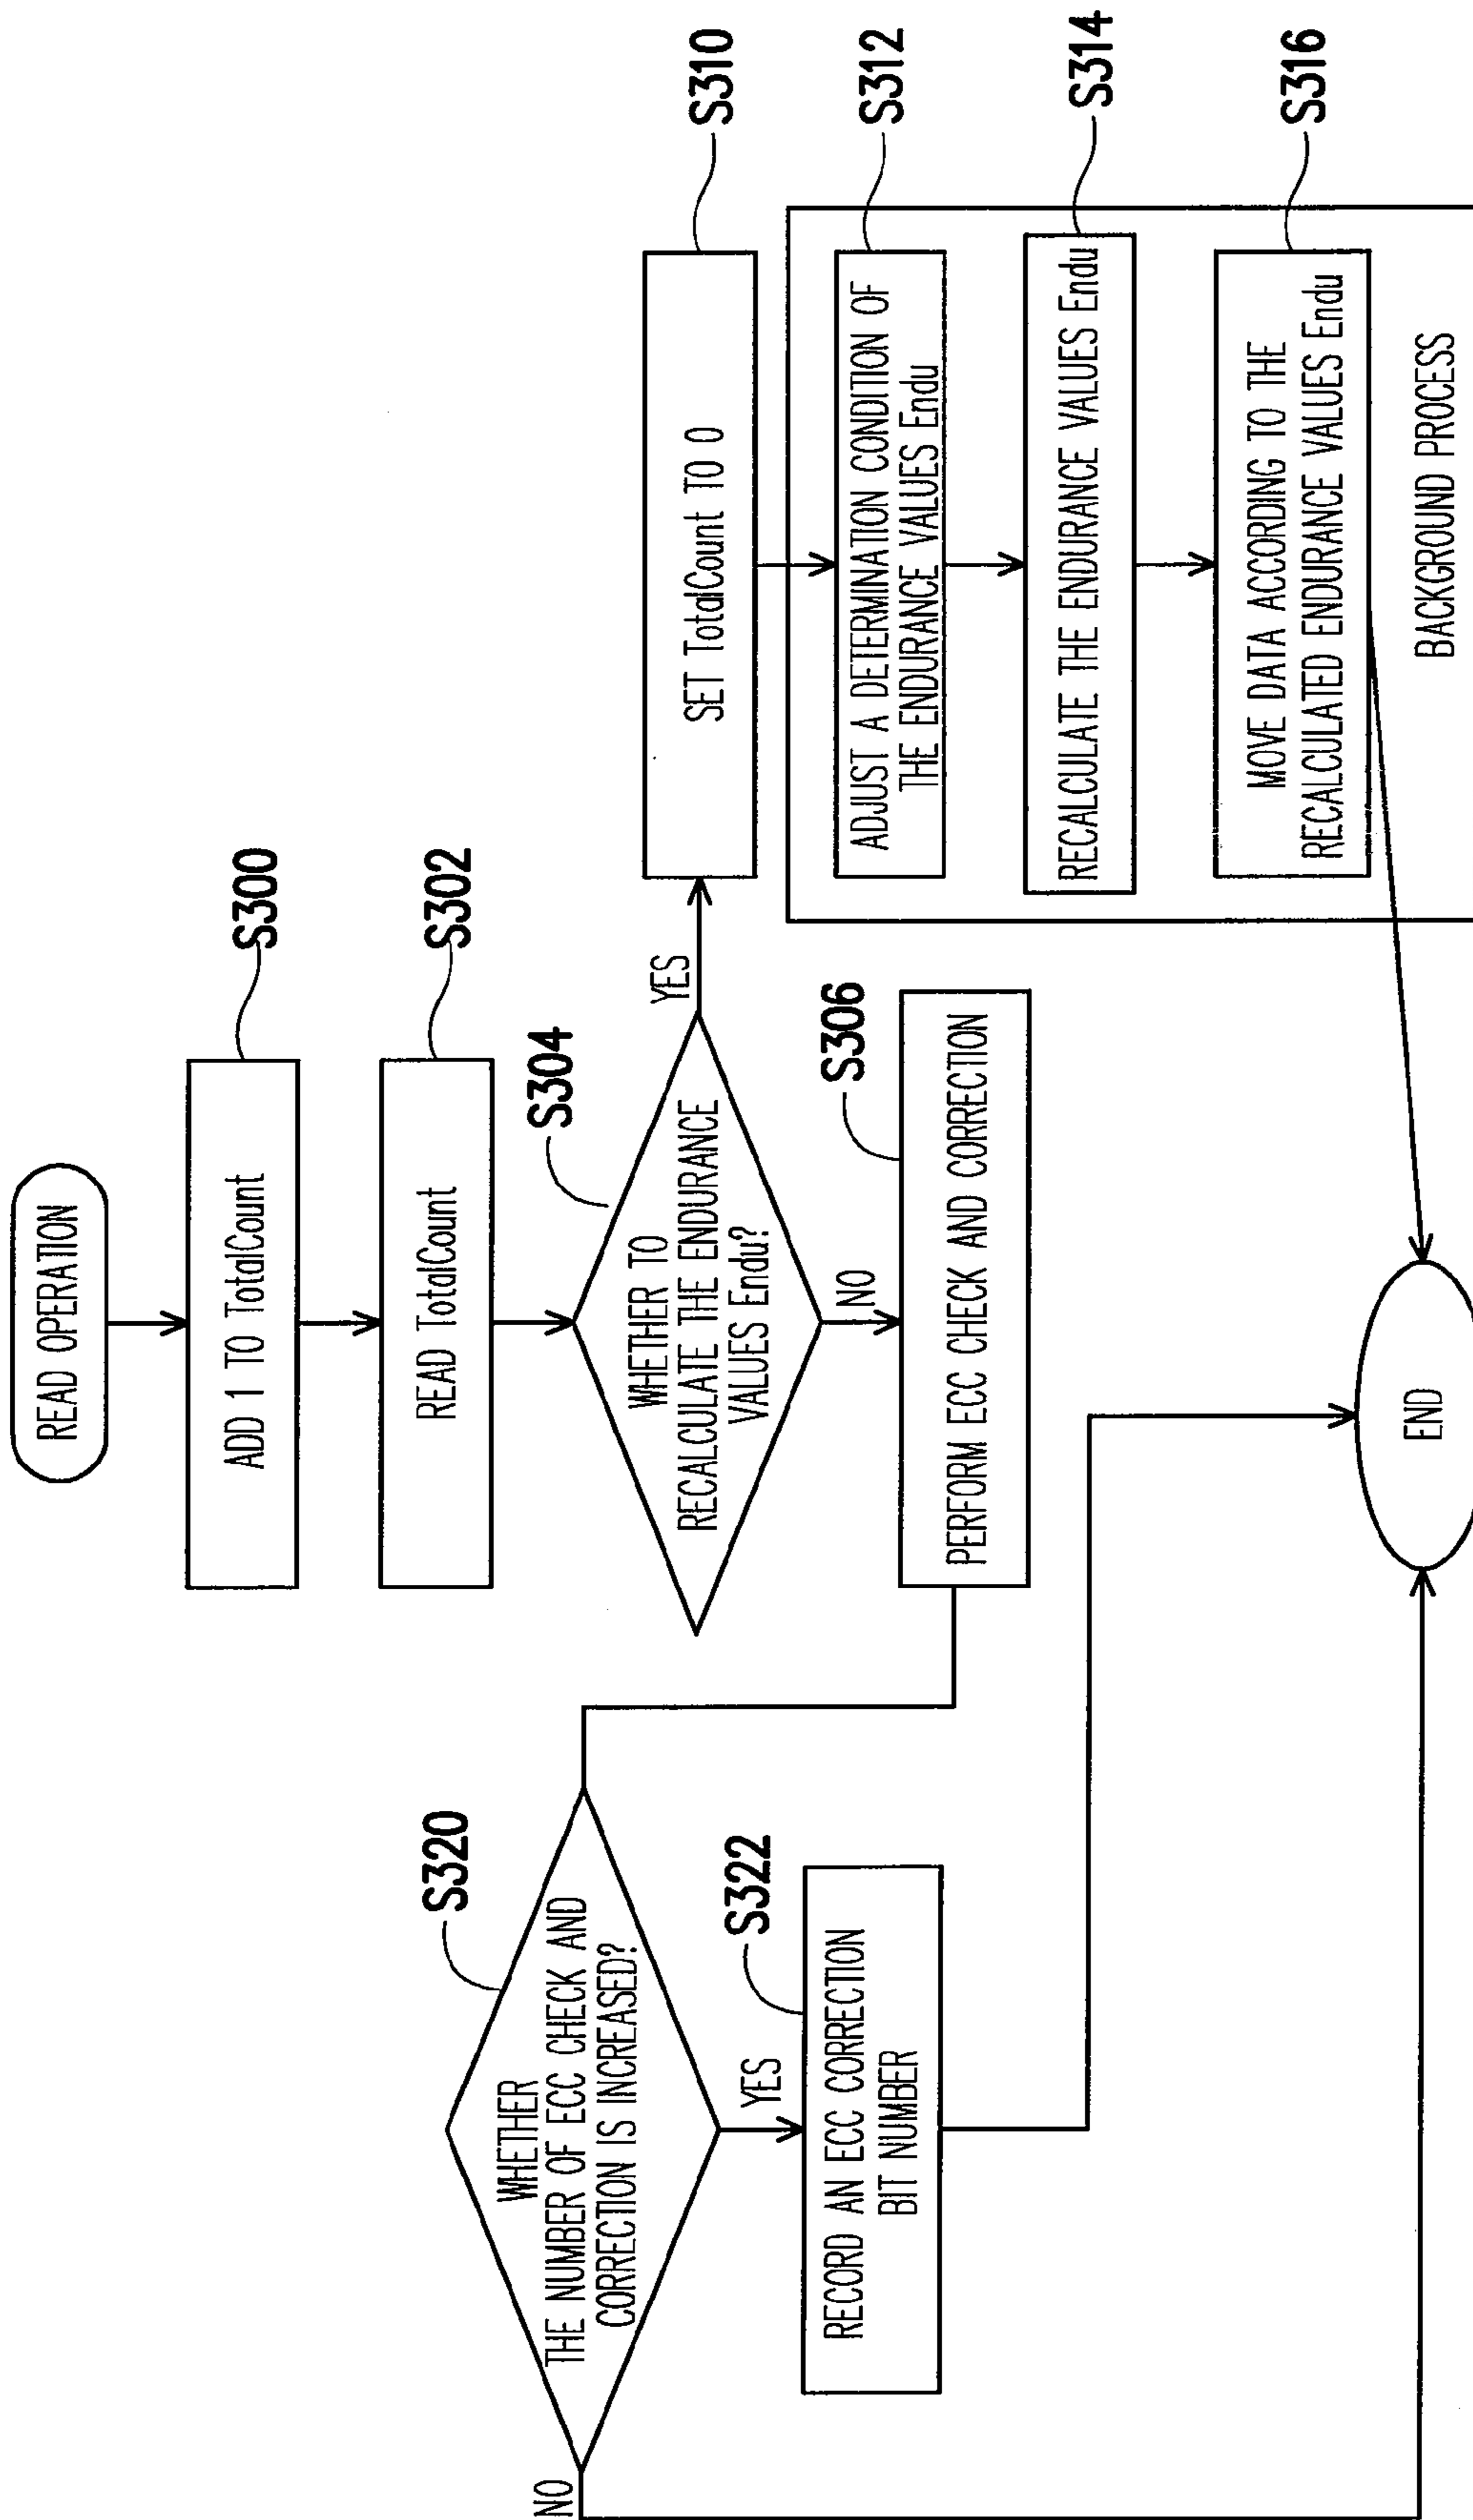 READ OPERATION
S300
ADD 1 TO TotalCount
S302
READ TotalCount
S304
WHETHER TO
RECALCULATE THE ENDURANCE
VALUES Endu?
YES
NO
S306
PERFORM ECC CHECK AND CORRECTION
S310
SET TotalCount TO 0
S312
ADJUST A DETERMINATION CONDITION OF
THE ENDURANCE VALUES Endu
S314
RECALCULATE THE ENDURANCE VALUES Endu
S316
MOVE DATA ACCORDING TO THE
RECALCULATED ENDURANCE VALUES Endu
BACKGROUND PROCESS
S320
WHETHER
THE NUMBER OF ECC CHECK AND
CORRECTION IS INCREASED?
NO
YES
S322
RECORD AN ECC CORRECTION
BIT NUMBER
END